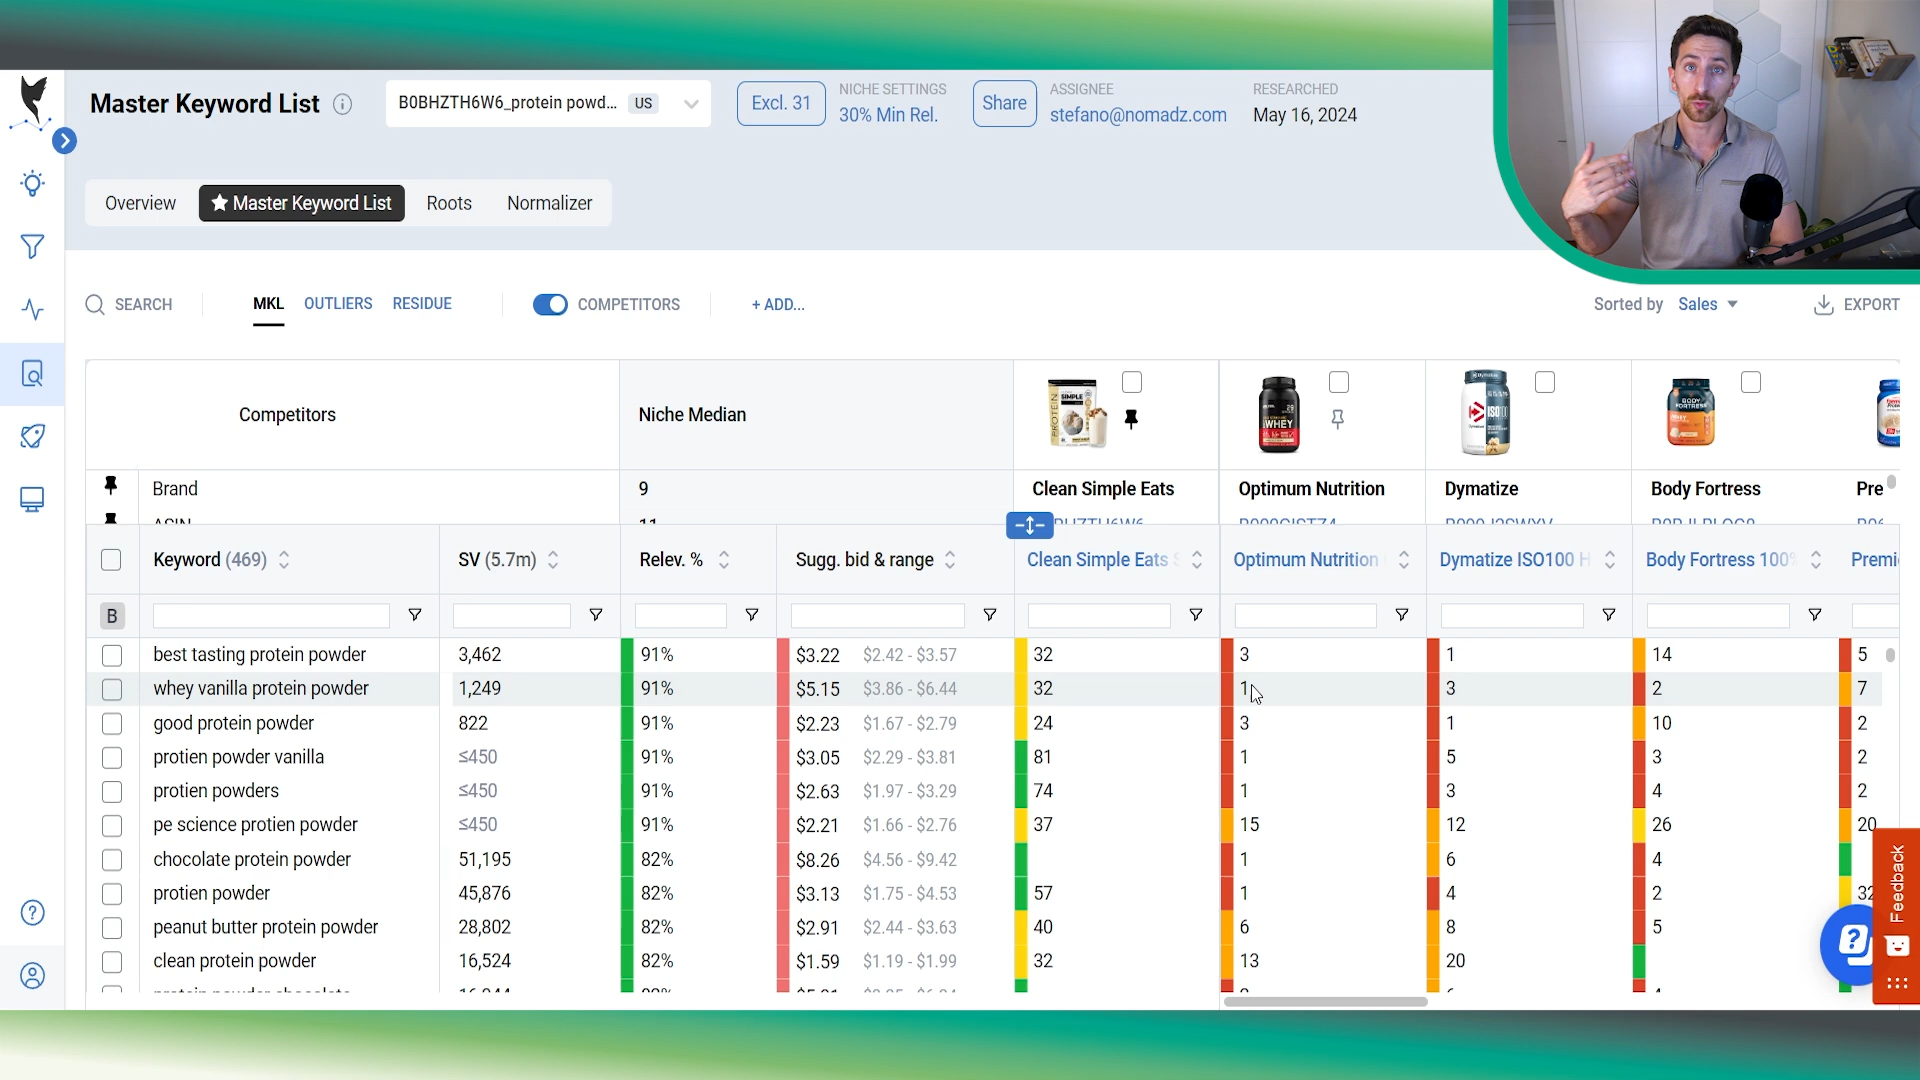 Master Keyword List
B0BHZTH6W6_protein powd... US
Excl. 31
NICHE SETTINGS
30% Min Rel.
Share
ASSIGNEE
stefano@nomadz.com
RESEARCHED
May 16, 2024
Overview
Master Keyword List
Roots
Normalizer
SEARCH
MKL OUTLIERS RESIDUE
COMPETITORS
+ ADD...
Sorted by Sales
EXPORT
Competitors
Niche Median
Brand 9 Clean Simple Eats Optimum Nutrition Dymatize Body Fortress Pre
ASIN 11
Keyword (469) SV (5.7m) Relev. % Sugg. bid & range Clean Simple Eats Optimum Nutrition Dymatize ISO100 H Body Fortress 100% Premi
B
best tasting protein powder 3,462 91% $3.22 $2.42 - $3.57 32 3 1 14 5
whey vanilla protein powder 1,249 91% $5.15 $3.86 - $6.44 32 1 3 2 7
good protein powder 822 91% $2.23 $1.67 - $2.79 24 3 1 10 2
protien powder vanilla ≤450 91% $3.05 $2.29 - $3.81 81 1 5 3 2
protien powders ≤450 91% $2.63 $1.97 - $3.29 74 1 3 4 2
pe science protien powder ≤450 91% $2.21 $1.66 - $2.76 37 15 12 26 20
chocolate protein powder 51,195 82% $8.26 $4.56 - $9.42 1 6 4
protien powder 45,876 82% $3.13 $1.75 - $4.53 57 1 4 2 32
peanut butter protein powder 28,802 82% $2.91 $2.44 - $3.63 40 6 8 5
clean protein powder 16,524 82% $1.59 $1.19 - $1.99 32 13 20
Feedback